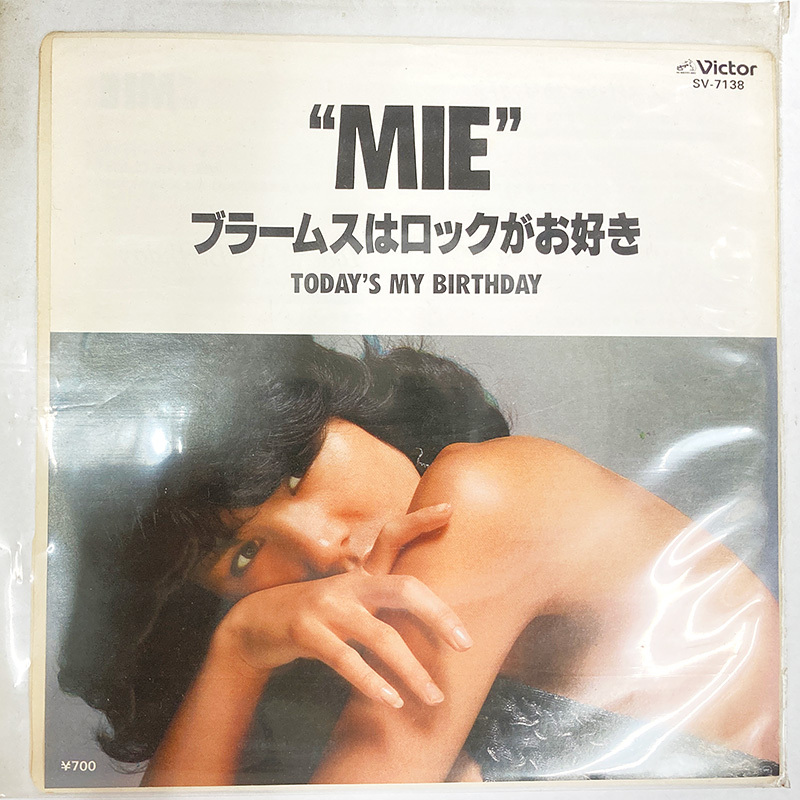 Victor
SV-7138
“MIE”
ブラームスはロックがお好き
TODAY'S MY BIRTHDAY
¥700